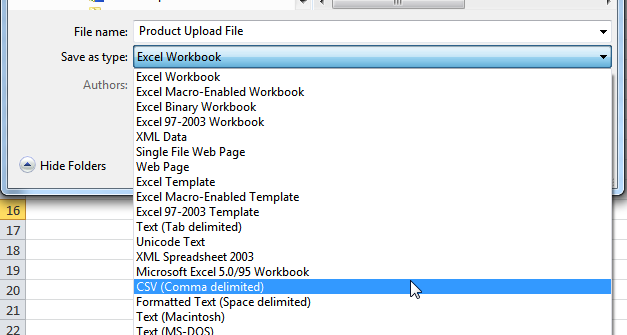 File name: Product Upload File
Save as type: Excel Workbook
Authors:
Excel Workbook
Excel Macro-Enabled Workbook
Excel Binary Workbook
Excel 97-2003 Workbook
XML Data
Single File Web Page
Web Page
Excel Template
Excel Macro-Enabled Template
Excel 97-2003 Template
Text (Tab delimited)
Unicode Text
XML Spreadsheet 2003
Microsoft Excel 5.0/95 Workbook
CSV (Comma delimited)
Formatted Text (Space delimited)
Text (Macintosh)
Text (MS-DOS)
Hide Folders
16
17
18
19
20
21
22